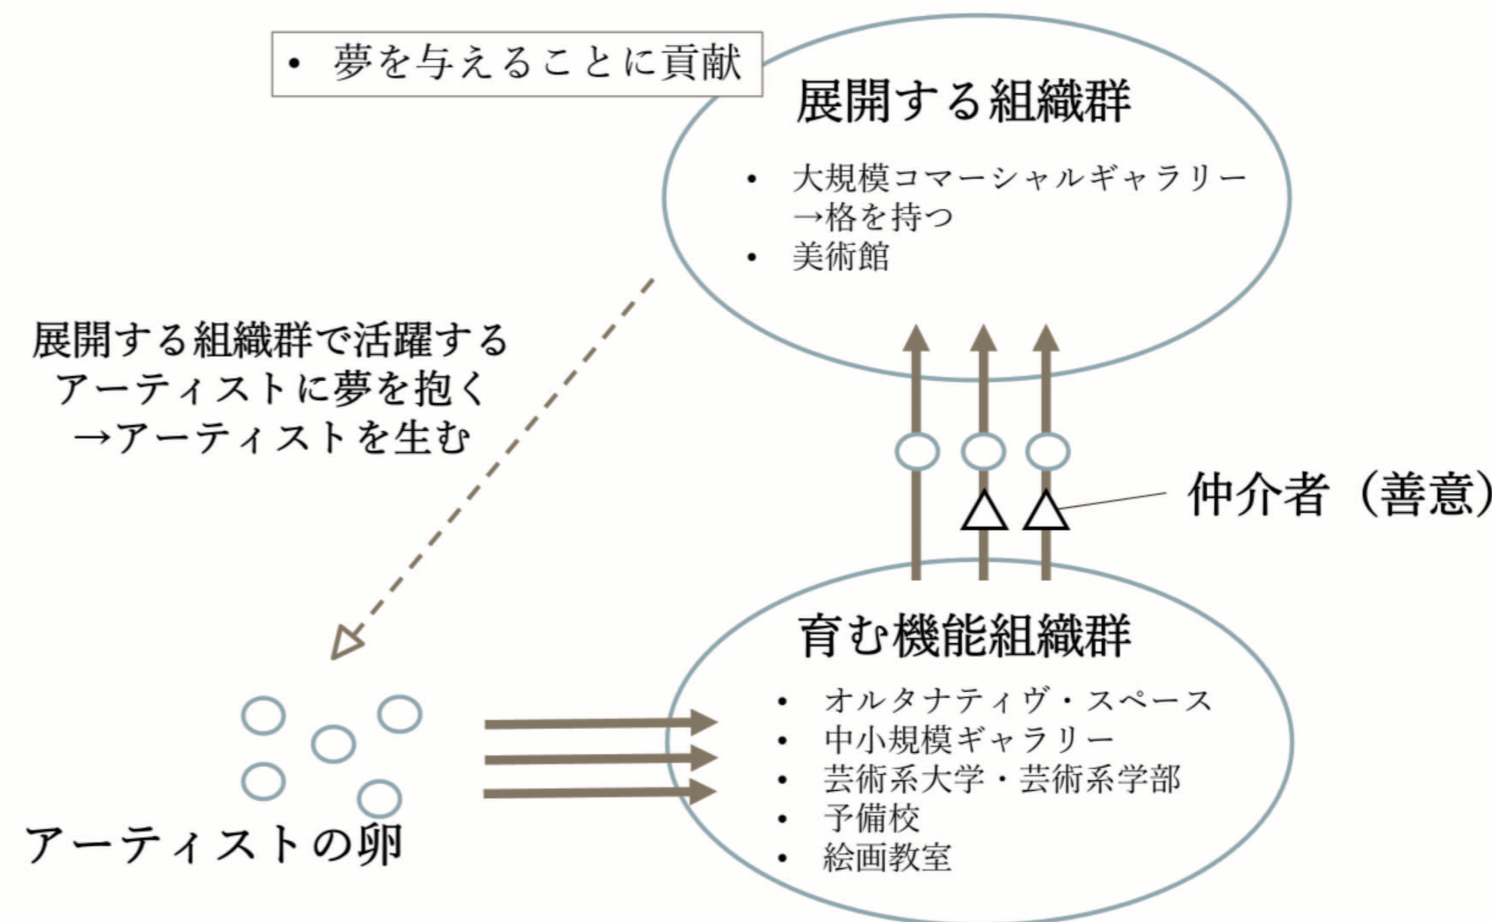 • 夢を与えることに貢献
展開する組織群
• 大規模コマーシャルギャラリー
→格を持つ
• 美術館
展開する組織群で活躍する
アーティストに夢を抱く
→アーティストを生む
仲介者（善意）
育む機能組織群
• オルタナティヴ・スペース
• 中小規模ギャラリー
• 芸術系大学・芸術系学部
• 予備校
• 絵画教室
アーティストの卵